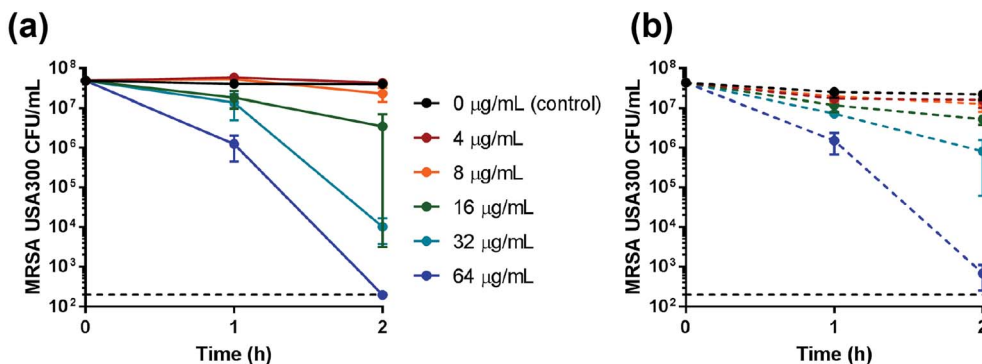 (a)
(b)
MRSA USA300 CFU/mL
10⁸
10⁷
10⁶
10⁵
10⁴
10³
10²
0
1
2
Time (h)
0 μg/mL (control)
4 μg/mL
8 μg/mL
16 μg/mL
32 μg/mL
64 μg/mL
MRSA USA300 CFU/mL
10⁸
10⁷
10⁶
10⁵
10⁴
10³
10²
0
1
2
Time (h)